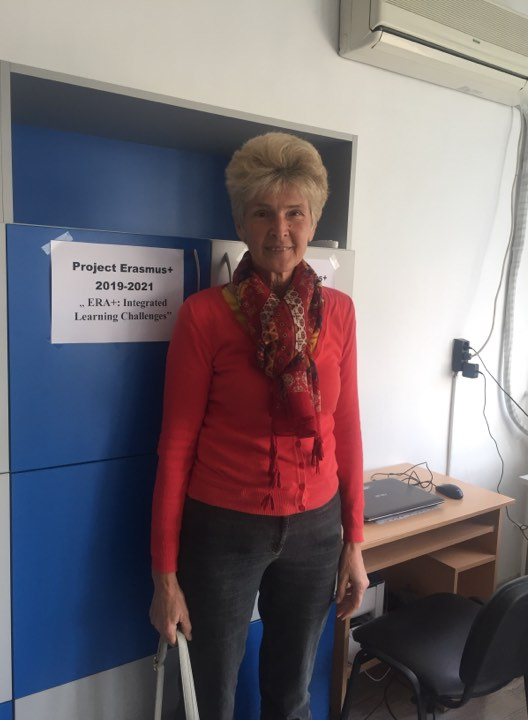 Project Erasmus+
2019-2021
„ ERA+: Integrated
Learning Challenges”